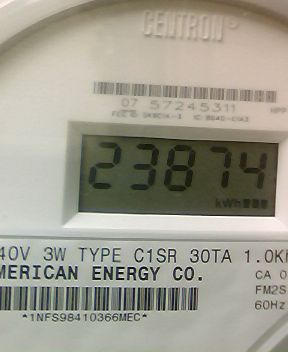 CENTRON®
07 57245311
23874
kWh
40V 3W TYPE C1SR 30TA 1.0K
MERICAN ENERGY CO.
CA 0
FM2S
60Hz
*1NFS98410366MEC*